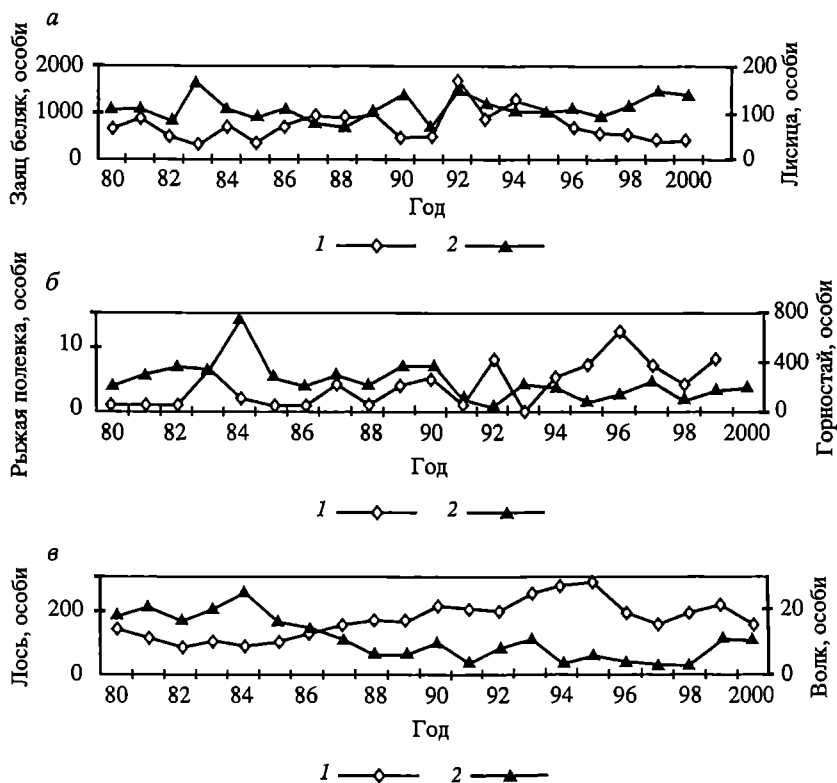 а
Заяц беляк, особи
Лисица, особи
2000
1000
0
200
100
0
80 82 84 86 88 90 92 94 96 98 2000
Год
1 2
б
Рыжая полевка, особи
Горностай, особи
10
0
800
400
0
80 82 84 86 88 90 92 94 96 98 2000
Год
1 2
в
Лось, особи
Волк, особи
200
0
20
0
80 82 84 86 88 90 92 94 96 98 2000
Год
1 2